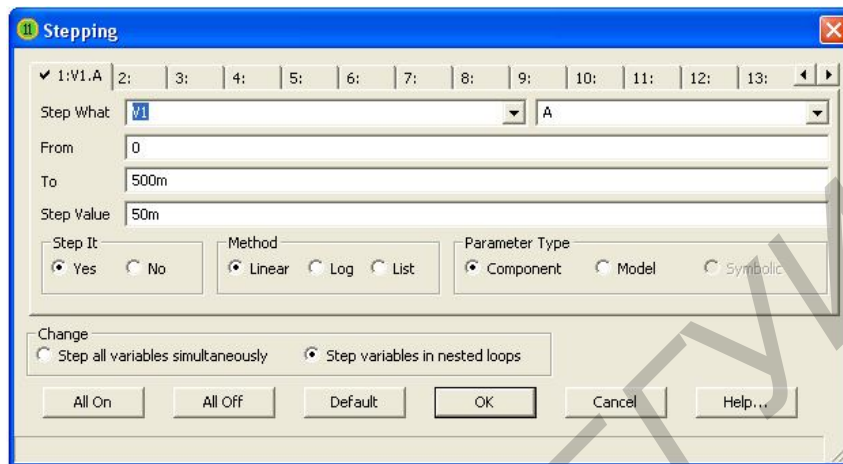 Stepping
1:V1.A 2: 3: 4: 5: 6: 7: 8: 9: 10: 11: 12: 13:
Step What V1 A
From 0
To 500m
Step Value 50m
Step It Method Parameter Type
Yes No Linear Log List Component Model Symbolic
Change
Step all variables simultaneously Step variables in nested loops
All On All Off Default OK Cancel Help...